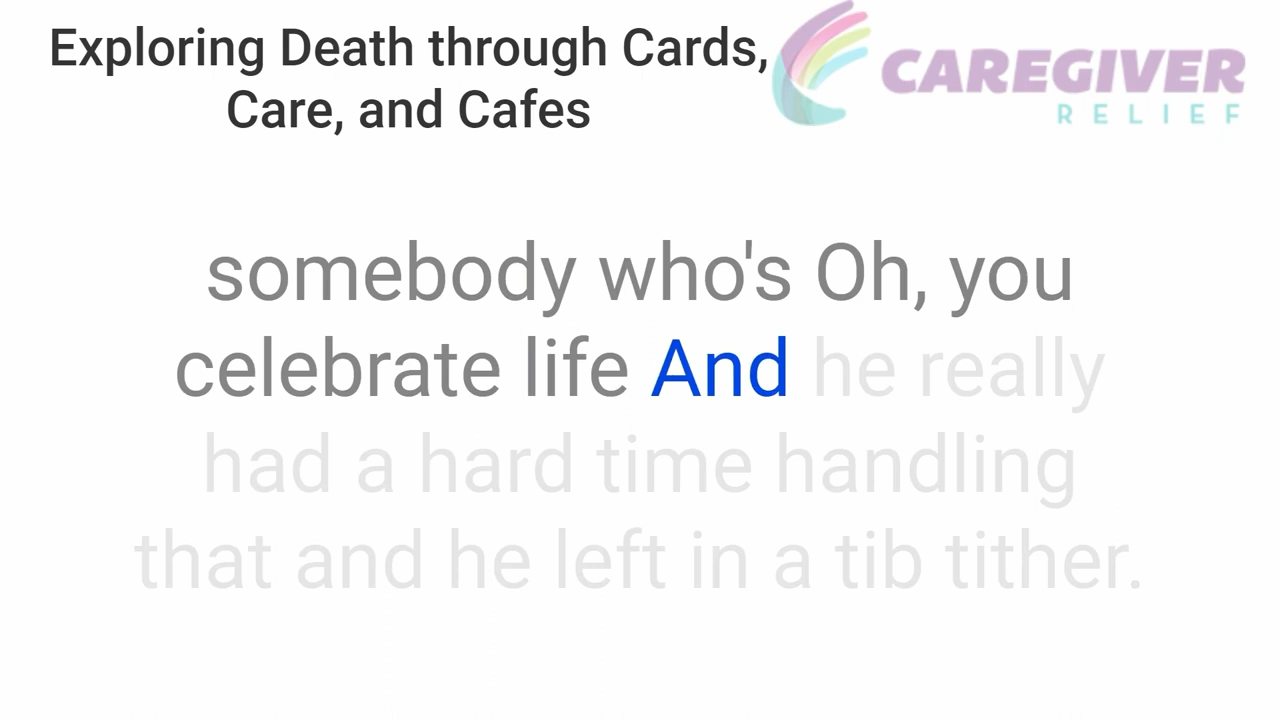 Exploring Death through Cards,
Care, and Cafes
CAREGIVER
RELIEF
somebody who's Oh, you
celebrate life And he really
had a hard time handling
that and he left in a tib tither.